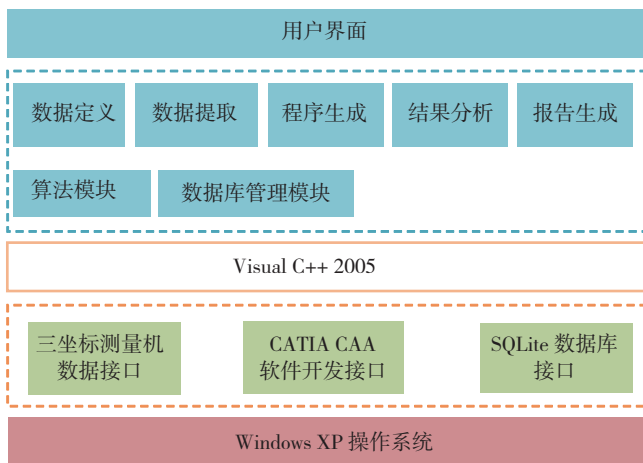 用户界面
数据定义 数据提取 程序生成 结果分析 报告生成
算法模块 数据库管理模块
Visual C++ 2005
三坐标测量机
数据接口
CATIA CAA
软件开发接口
SQLite 数据库
接口
Windows XP 操作系统